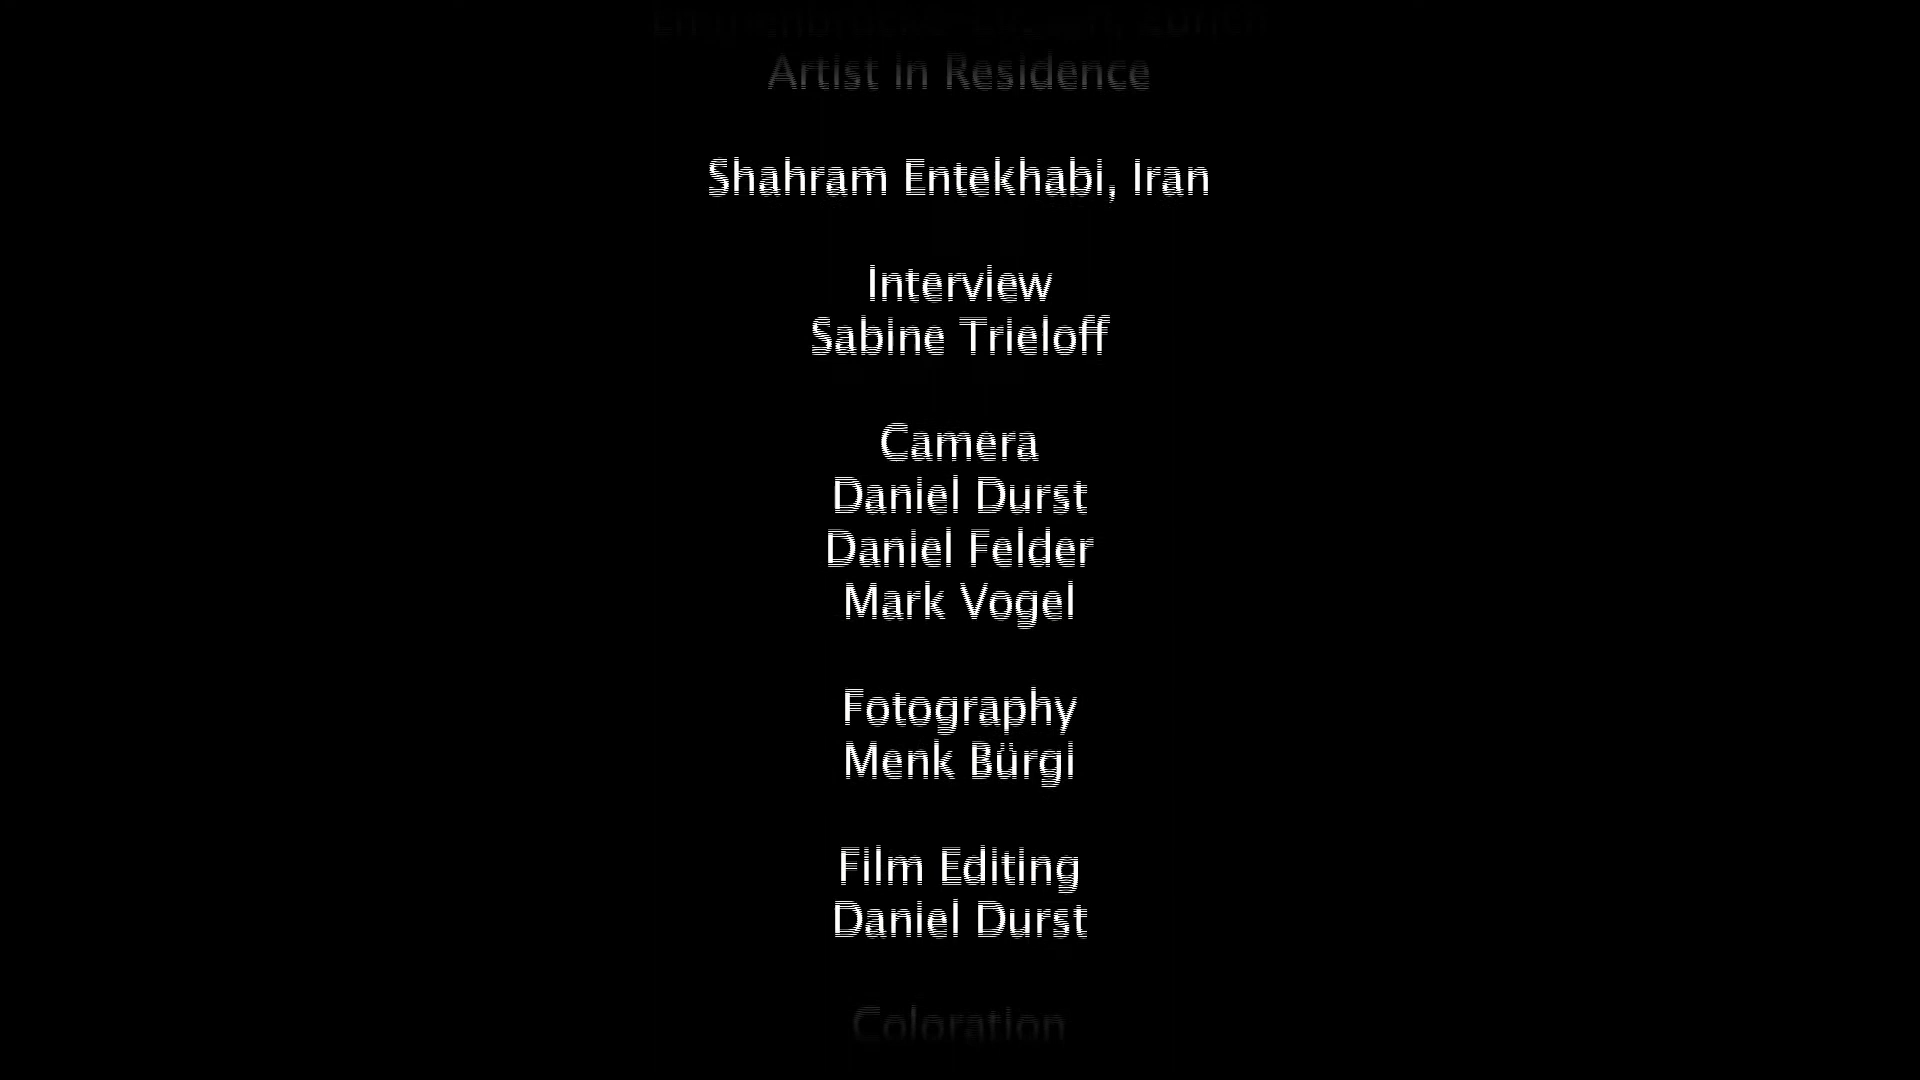 Artist in Residence
Shahram Entekhabi, Iran
Interview
Sabine Trieloff
Camera
Daniel Durst
Daniel Felder
Mark Vogel
Fotography
Menk Bürgi
Film Editing
Daniel Durst
Coloration